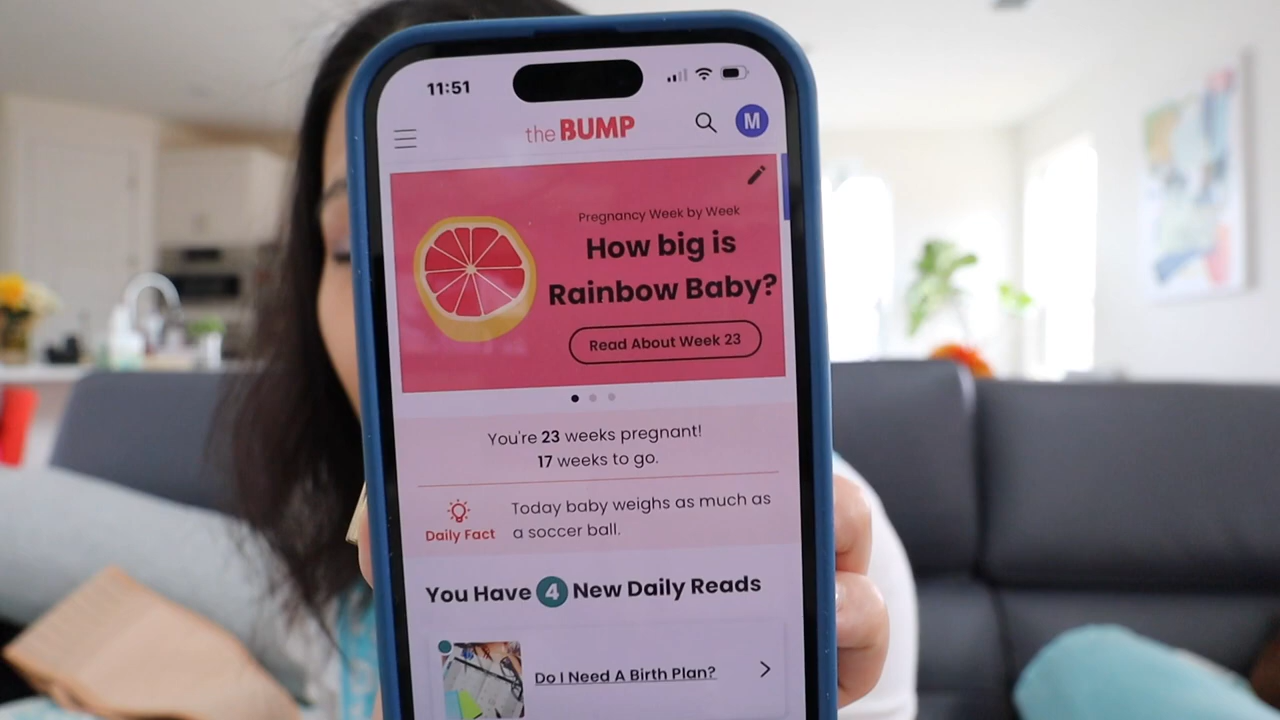 11:51
the BUMP
M
Pregnancy Week by Week
How big is
Rainbow Baby?
Read About Week 23
You're 23 weeks pregnant!
17 weeks to go.
Today baby weighs as much as
a soccer ball.
Daily Fact
You Have 4 New Daily Reads
Do I Need A Birth Plan?